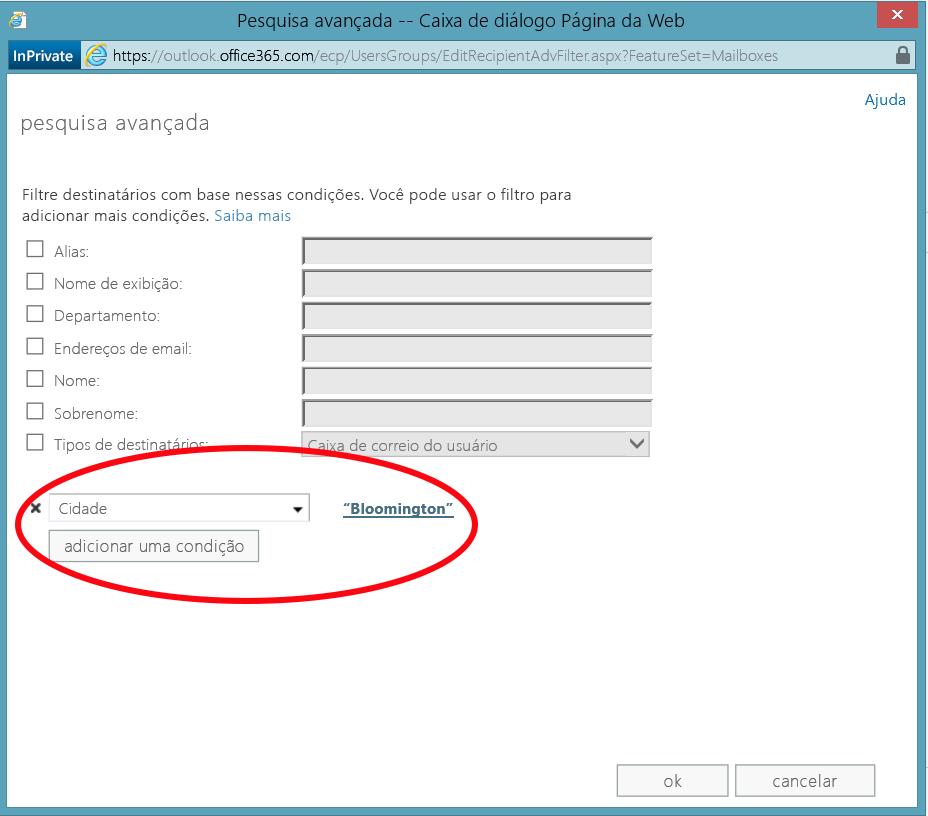 Pesquisa avançada -- Caixa de diálogo Página da Web
InPrivate https://outlook.office365.com/ecp/UsersGroups/EditRecipientAdvFilter.aspx?FeatureSet=Mailboxes
Ajuda
pesquisa avançada
Filtre destinatários com base nessas condições. Você pode usar o filtro para
adicionar mais condições. Saiba mais
Alias:
Nome de exibição:
Departamento:
Endereços de email:
Nome:
Sobrenome:
Tipos de destinatários: Caixa de correio do usuário
Cidade “Bloomington”
adicionar uma condição
ok cancelar